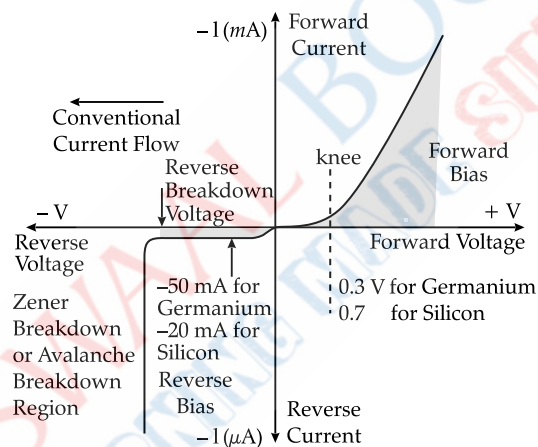 –1(mA)
Forward
Current
Conventional
Current Flow
knee
Forward
Bias
Reverse
Breakdown
Voltage
– V
+ V
Reverse
Voltage
Forward Voltage
–50 mA for
Germanium
–20 mA for
Silicon
0.3 V for Germanium
0.7 for Silicon
Zener
Breakdown
or Avalanche
Breakdown
Region
Reverse
Bias
Reverse
Current
–1(μA)